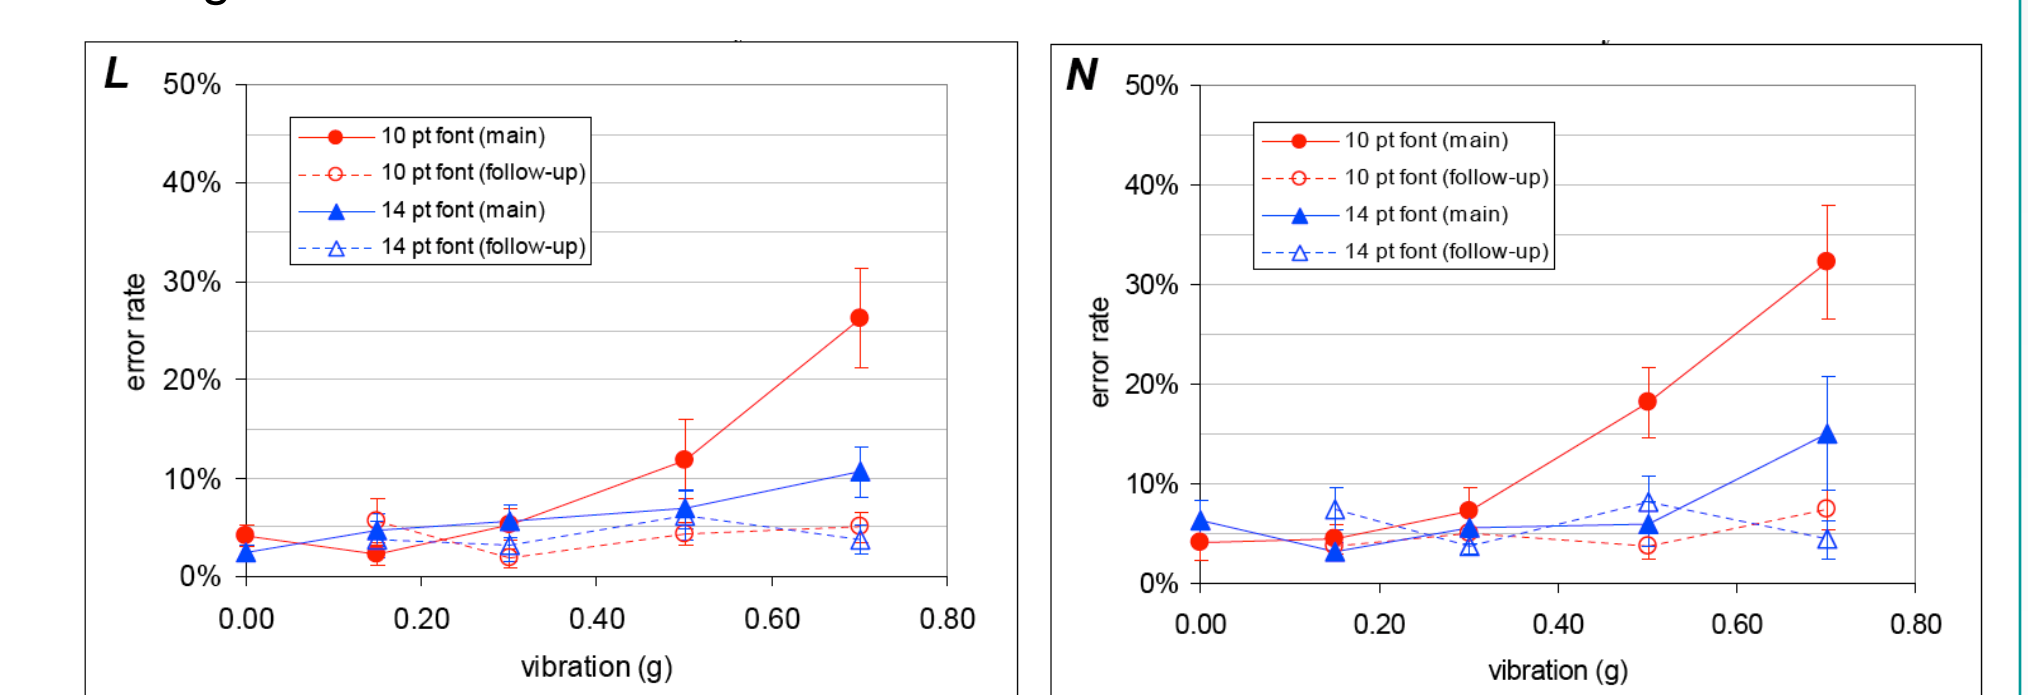 L
50%
40%
30%
20%
10%
0%
error rate
10 pt font (main)
10 pt font (follow-up)
14 pt font (main)
14 pt font (follow-up)
0.00 0.20 0.40 0.60 0.80
vibration (g)
N
50%
40%
30%
20%
10%
0%
error rate
10 pt font (main)
10 pt font (follow-up)
14 pt font (main)
14 pt font (follow-up)
0.00 0.20 0.40 0.60 0.80
vibration (g)